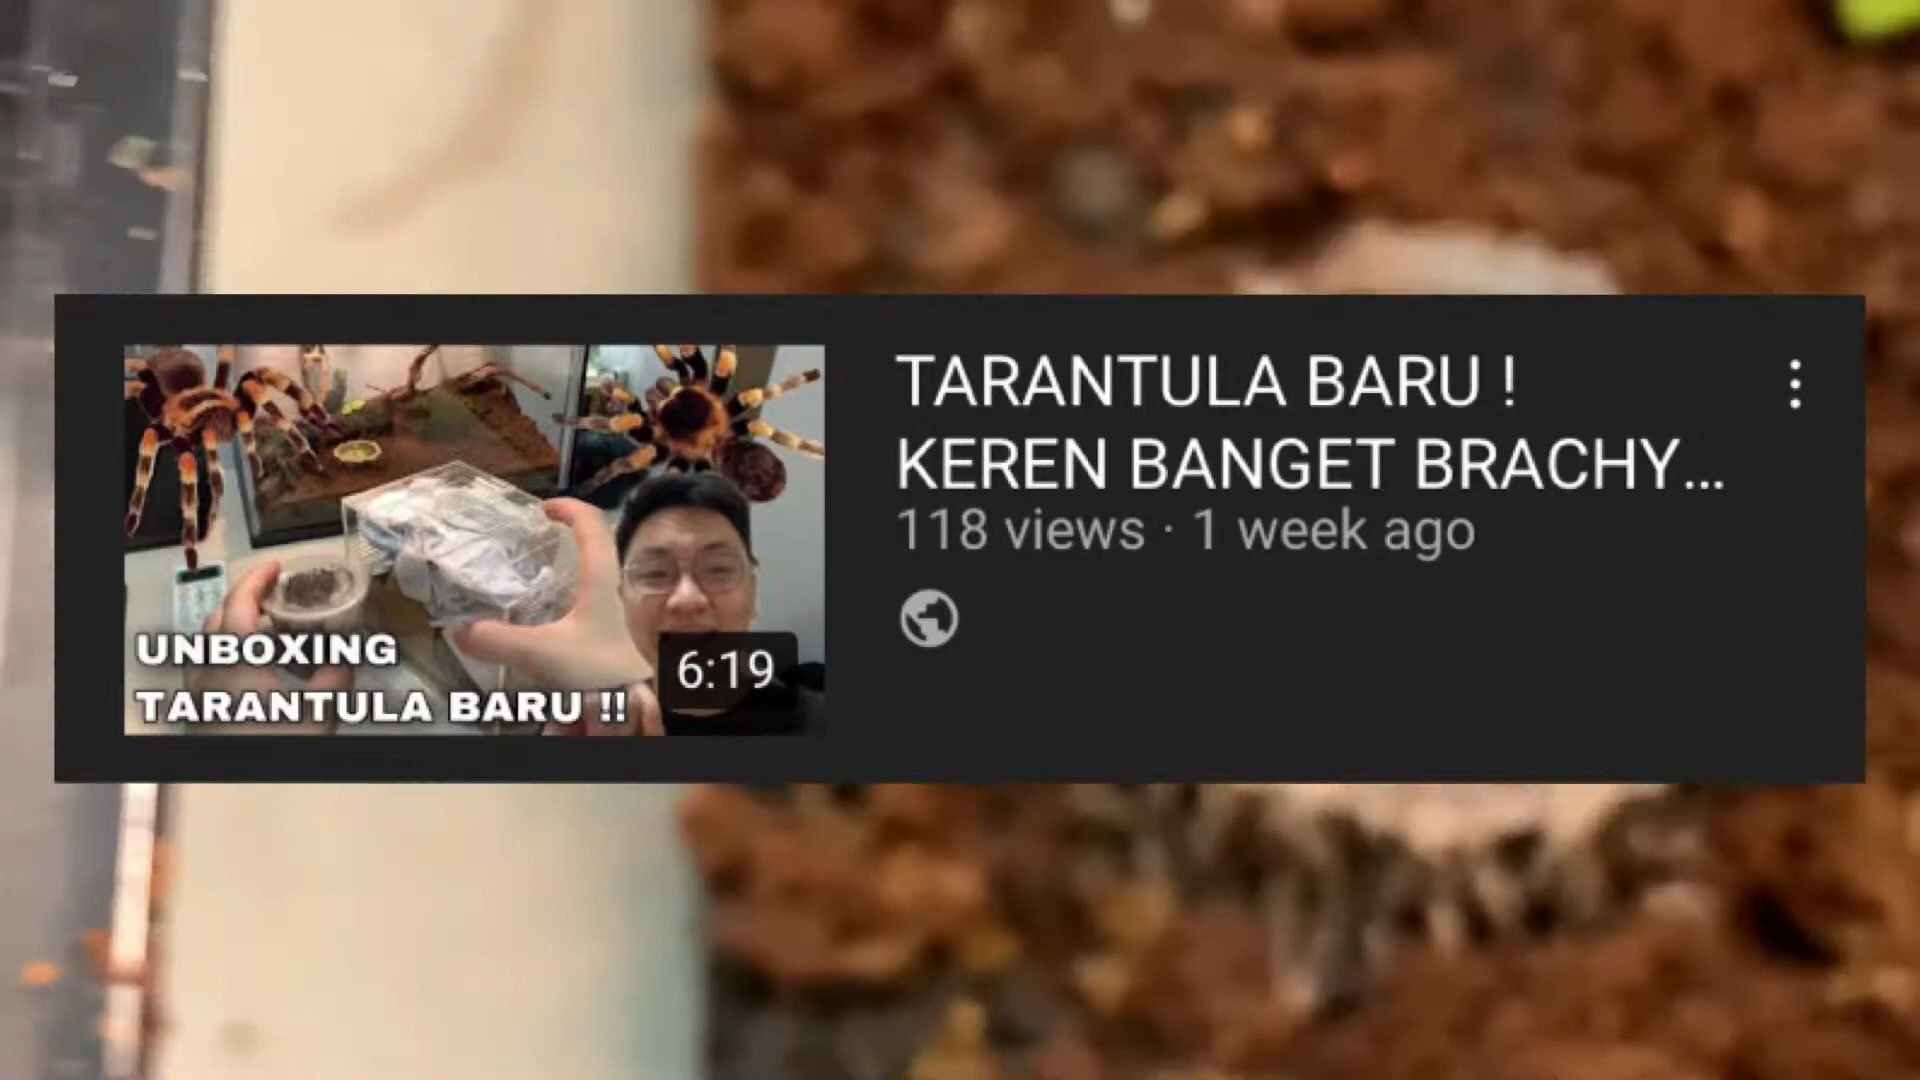 TARANTULA BARU !
KEREN BANGET BRACHY...
118 views · 1 week ago
UNBOXING
TARANTULA BARU !!
6:19